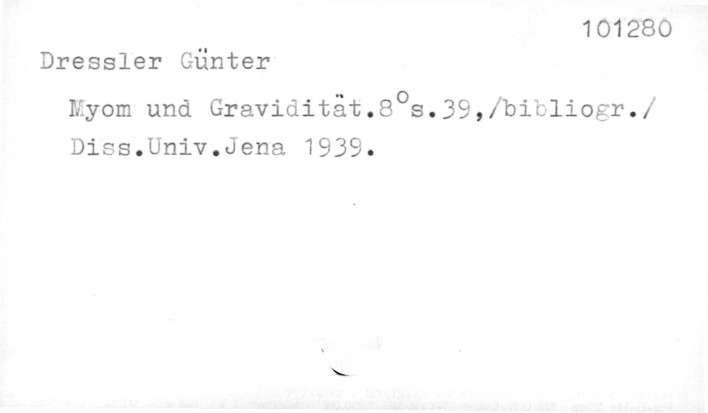 101280
Dressler Günter
Myom und Gravidität.8°s.39,/bibliogr./
Diss.Univ.Jena 1939.